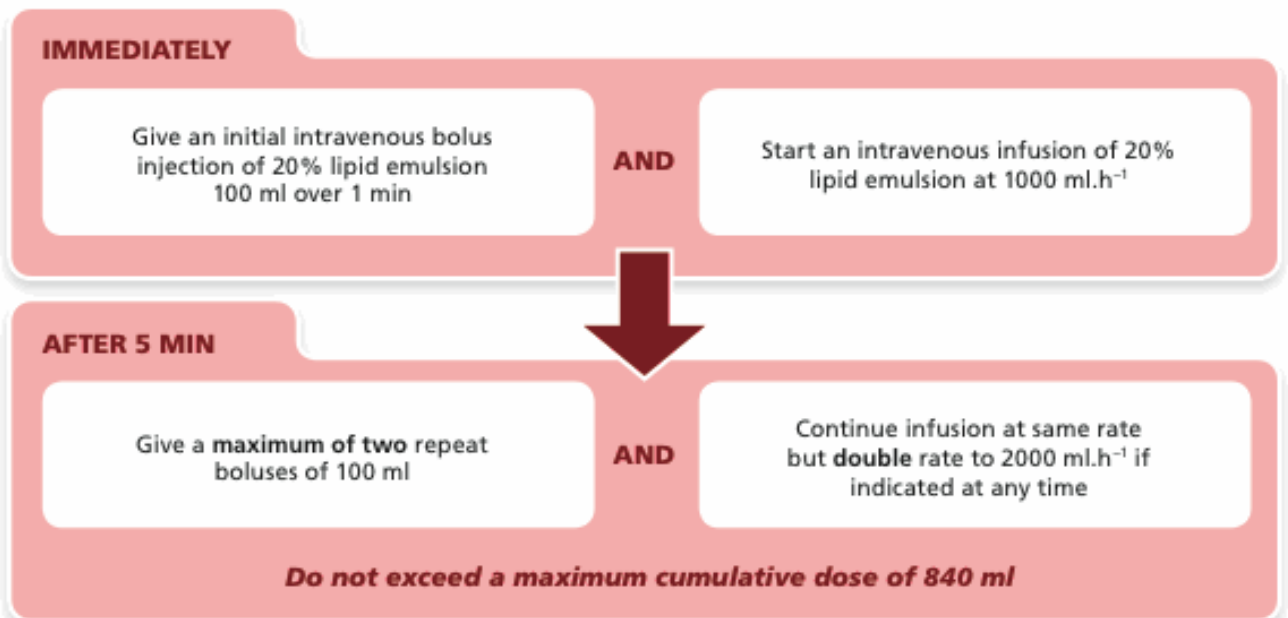 IMMEDIATELY
Give an initial intravenous bolus
injection of 20% lipid emulsion
100 ml over 1 min
AND
Start an intravenous infusion of 20%
lipid emulsion at 1000 ml.h⁻¹
AFTER 5 MIN
Give a maximum of two repeat
boluses of 100 ml
AND
Continue infusion at same rate
but double rate to 2000 ml.h⁻¹ if
indicated at any time
Do not exceed a maximum cumulative dose of 840 ml